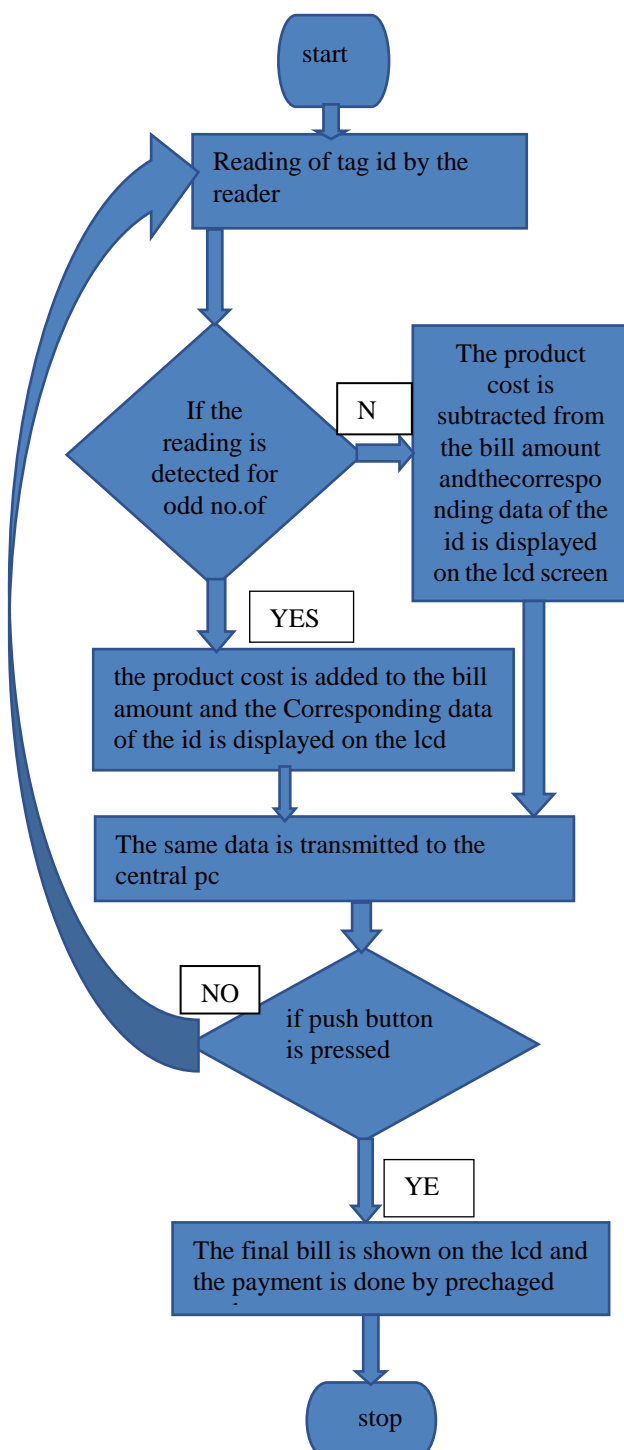 start
Reading of tag id by the
reader
If the
reading is
detected for
odd no.of
N
The product
cost is
subtracted from
the bill amount
andthecorrespo
nding data of the
id is displayed
on the lcd screen
YES
the product cost is added to the bill
amount and the Corresponding data
of the id is displayed on the lcd
The same data is transmitted to the
central pc
if push button
is pressed
NO
YE
The final bill is shown on the lcd and
the payment is done by prechaged
stop